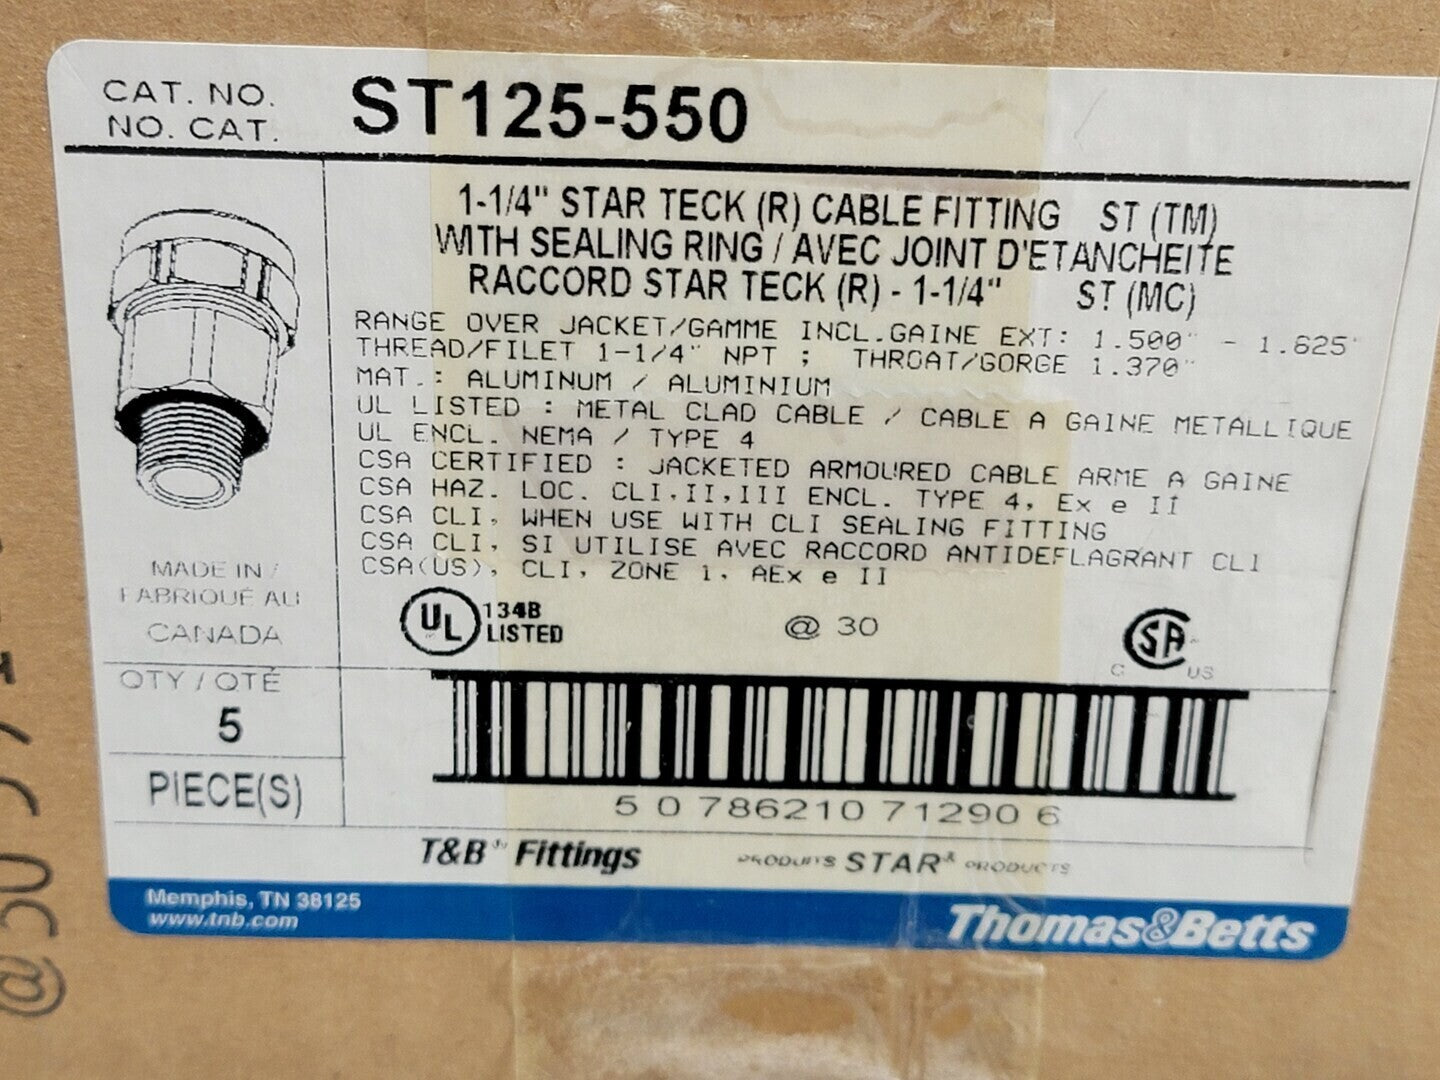 CAT. NO.
NO. CAT.
ST125-550
1-1/4" STAR TECK (R) CABLE FITTING ST (TM)
WITH SEALING RING / AVEC JOINT D'ETANCHEITE
RACCORD STAR TECK (R) - 1-1/4" ST (MC)
RANGE OVER JACKET/GAMME INCL.GAINE EXT: 1.500" - 1.625"
THREAD/FILET 1-1/4" NPT ; THROAT/GORGE 1.370"
MAT.: ALUMINUM / ALUMINIUM
UL LISTED : METAL CLAD CABLE / CABLE A GAINE METALLIQUE
UL ENCL. NEMA / TYPE 4
CSA CERTIFIED : JACKETED ARMOURED CABLE ARME A GAINE
CSA HAZ. LOC. CLI,II,III ENCL. TYPE 4, Ex e II
CSA CLI, WHEN USE WITH CLI SEALING FITTING
CSA CLI, SI UTILISE AVEC RACCORD ANTIDEFLAGRANT CLI
CSA(US), CLI, ZONE 1, AEx e II
MADE IN /
FABRIQUÉ AU
CANADA
UL 134B
LISTED
@ 30
C SA US
QTY / QTÉ
5
PIECE(S)
5 0 786210 71290 6
T&B Fittings
PRODUITS STAR PRODUCTS
Memphis, TN 38125
www.tnb.com
Thomas&Betts